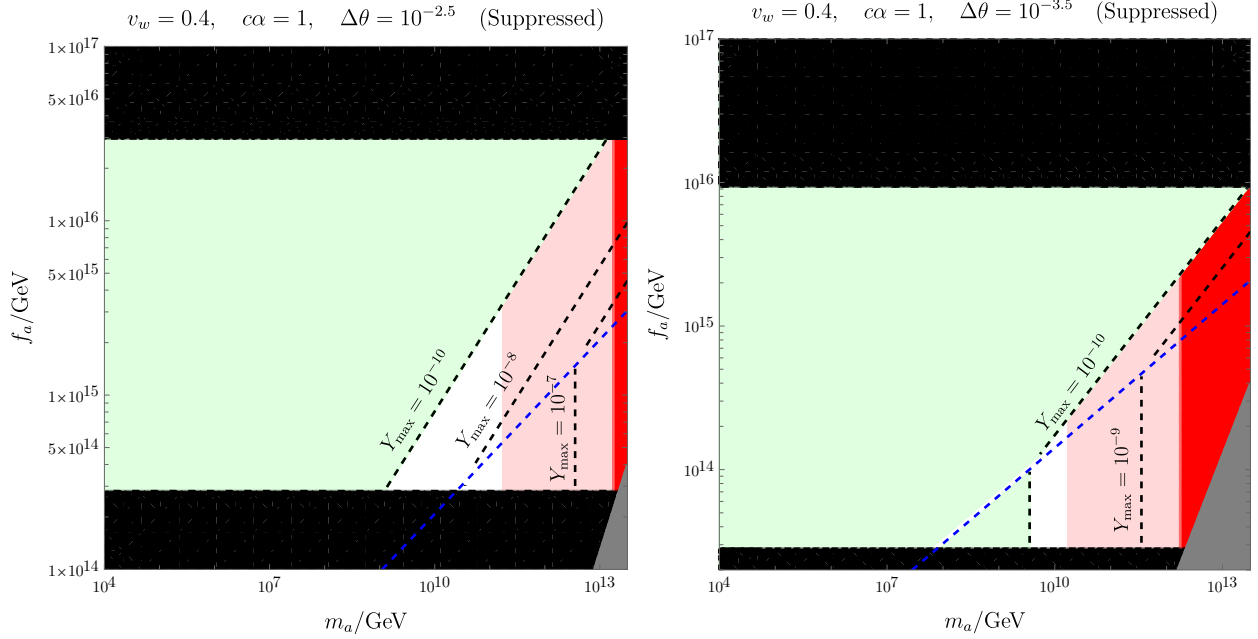 v_w = 0.4, cα = 1, Δθ = 10^{-2.5} (Suppressed)
1×10^{17}
5×10^{16}
1×10^{16}
5×10^{15}
1×10^{15}
5×10^{14}
1×10^{14}
f_a/GeV
Y_max = 10^{-10}
Y_max = 10^{-8}
Y_max = 10^{-7}
10^4
10^7
10^{10}
10^{13}
m_a/GeV
v_w = 0.4, cα = 1, Δθ = 10^{-3.5} (Suppressed)
10^{17}
10^{16}
10^{15}
10^{14}
f_a/GeV
Y_max = 10^{-10}
Y_max = 10^{-9}
10^4
10^7
10^{10}
10^{13}
m_a/GeV